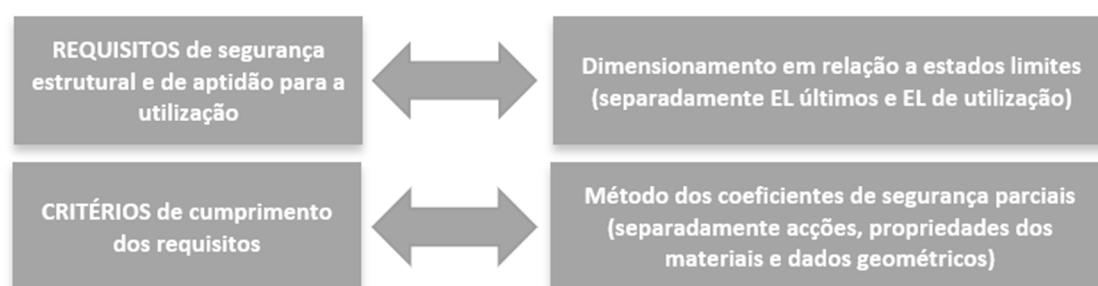 REQUISITOS de segurança
estrutural e de aptidão para a
utilização
Dimensionamento em relação a estados limites
(separadamente EL últimos e EL de utilização)
CRITÉRIOS de cumprimento
dos requisitos
Método dos coeficientes de segurança parciais
(separadamente acções, propriedades dos
materiais e dados geométricos)